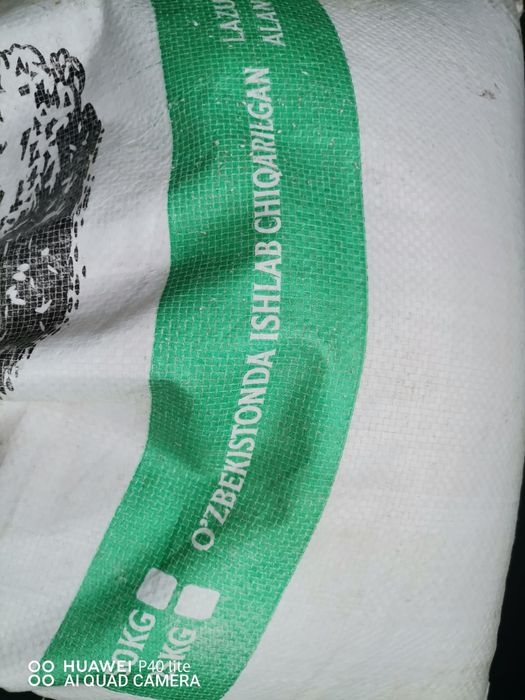 O'ZBEKISTONDA ISHLAB CHIQARILGAN
KG
KG
HUAWEI P40 lite
AI QUAD CAMERA